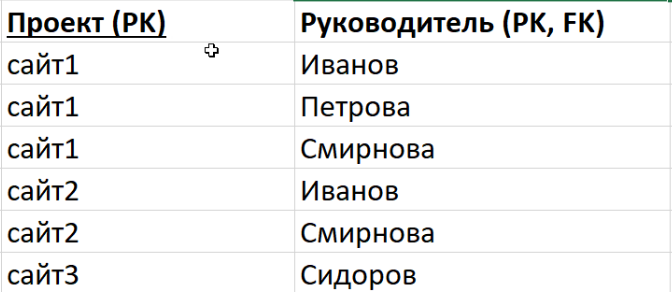 Проект (PK) Руководитель (PK, FK)
сайт1 Иванов
сайт1 Петрова
сайт1 Смирнова
сайт2 Иванов
сайт2 Смирнова
сайт3 Сидоров